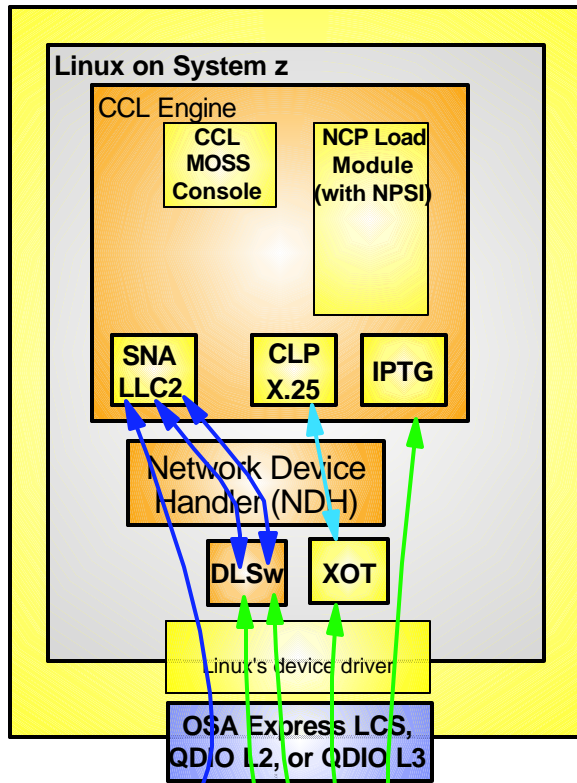 Linux on System z
CCL Engine
CCL
MOSS
Console
NCP Load
Module
(with NPSI)
SNA
LLC2
CLP
X.25
IPTG
Network Device
Handler (NDH)
DLSw
XOT
Linux's device driver
OSA Express LCS,
QDIO L2, or QDIO L3